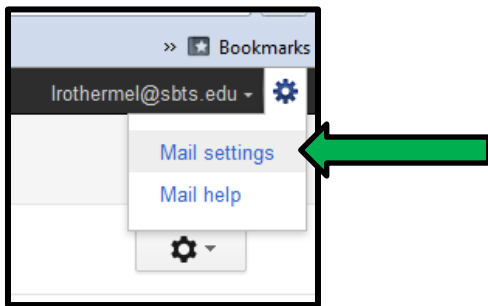 » Bookmarks
lrothermel@sbts.edu
Mail settings
Mail help